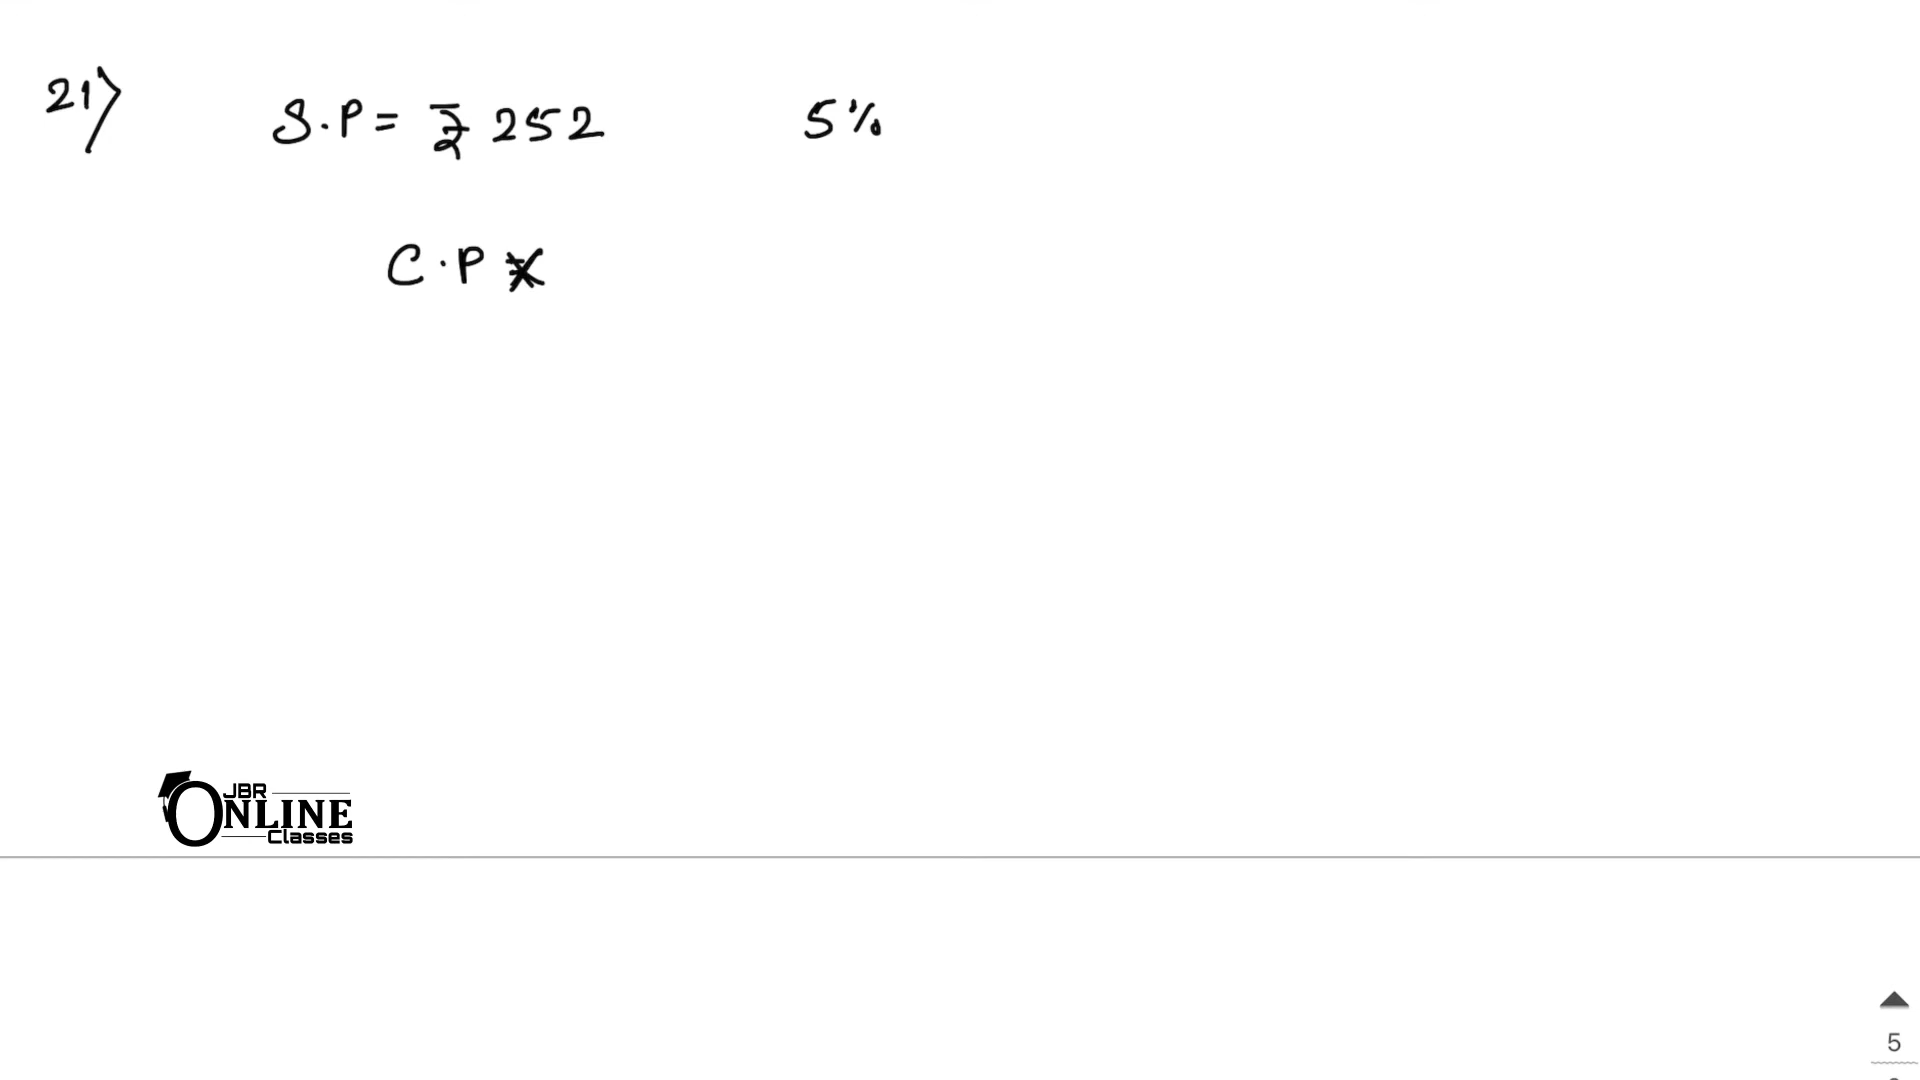 21)
S.P = ₹ 252 5%
C.P
JBR
ONLINE
Classes
5